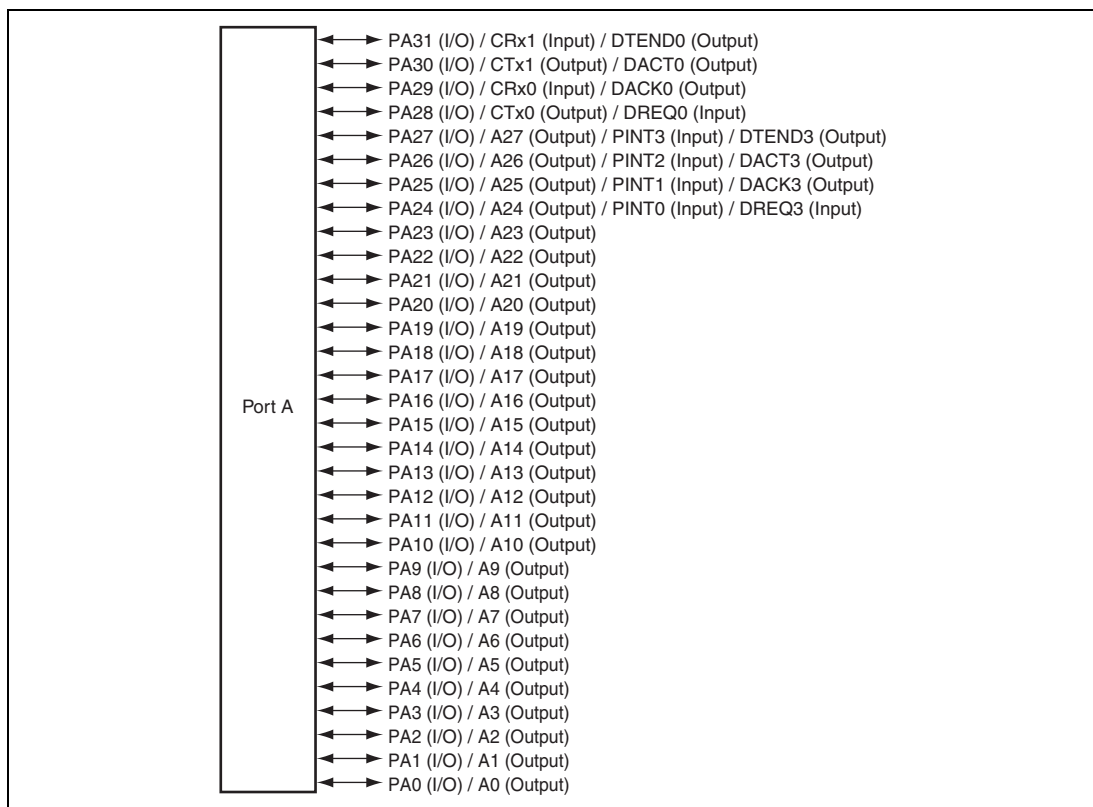 PA31 (I/O) / CRx1 (Input) / DTEND0 (Output)
PA30 (I/O) / CTx1 (Output) / DACT0 (Output)
PA29 (I/O) / CRx0 (Input) / DACK0 (Output)
PA28 (I/O) / CTx0 (Output) / DREQ0 (Input)
PA27 (I/O) / A27 (Output) / PINT3 (Input) / DTEND3 (Output)
PA26 (I/O) / A26 (Output) / PINT2 (Input) / DACT3 (Output)
PA25 (I/O) / A25 (Output) / PINT1 (Input) / DACK3 (Output)
PA24 (I/O) / A24 (Output) / PINT0 (Input) / DREQ3 (Input)
PA23 (I/O) / A23 (Output)
PA22 (I/O) / A22 (Output)
PA21 (I/O) / A21 (Output)
PA20 (I/O) / A20 (Output)
PA19 (I/O) / A19 (Output)
PA18 (I/O) / A18 (Output)
PA17 (I/O) / A17 (Output)
Port A
PA16 (I/O) / A16 (Output)
PA15 (I/O) / A15 (Output)
PA14 (I/O) / A14 (Output)
PA13 (I/O) / A13 (Output)
PA12 (I/O) / A12 (Output)
PA11 (I/O) / A11 (Output)
PA10 (I/O) / A10 (Output)
PA9 (I/O) / A9 (Output)
PA8 (I/O) / A8 (Output)
PA7 (I/O) / A7 (Output)
PA6 (I/O) / A6 (Output)
PA5 (I/O) / A5 (Output)
PA4 (I/O) / A4 (Output)
PA3 (I/O) / A3 (Output)
PA2 (I/O) / A2 (Output)
PA1 (I/O) / A1 (Output)
PA0 (I/O) / A0 (Output)